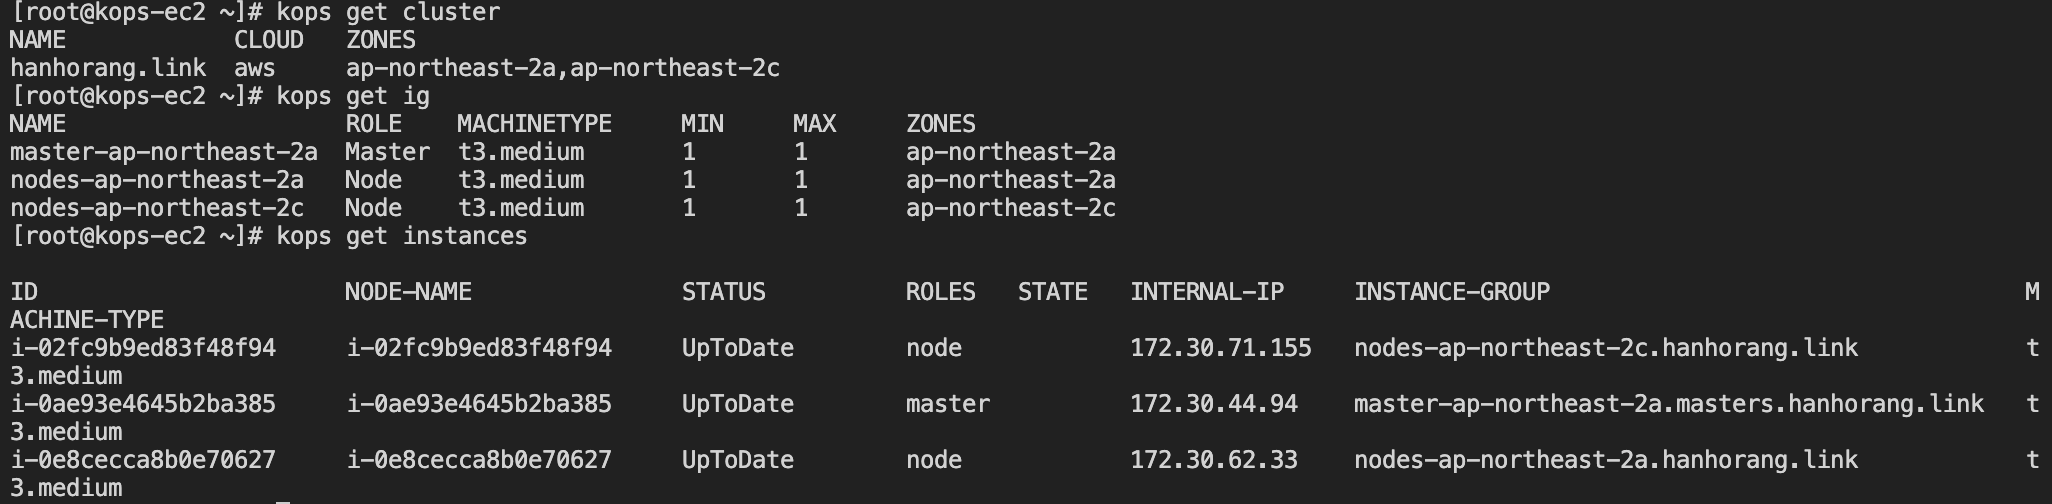 [root@kops-ec2 ~]# kops get cluster
NAME            CLOUD   ZONES
hanhorang.link  aws     ap-northeast-2a,ap-northeast-2c
[root@kops-ec2 ~]# kops get ig
NAME                    ROLE    MACHINETYPE     MIN     MAX     ZONES
master-ap-northeast-2a  Master  t3.medium       1       1       ap-northeast-2a
nodes-ap-northeast-2a   Node    t3.medium       1       1       ap-northeast-2a
nodes-ap-northeast-2c   Node    t3.medium       1       1       ap-northeast-2c
[root@kops-ec2 ~]# kops get instances
ID                      NODE-NAME               STATUS          ROLES   STATE   INTERNAL-IP     INSTANCE-GROUP                                  M
ACHINE-TYPE
i-02fc9b9ed83f48f94     i-02fc9b9ed83f48f94     UpToDate        node            172.30.71.155   nodes-ap-northeast-2c.hanhorang.link            t
3.medium
i-0ae93e4645b2ba385     i-0ae93e4645b2ba385     UpToDate        master          172.30.44.94    master-ap-northeast-2a.masters.hanhorang.link   t
3.medium
i-0e8cecca8b0e70627     i-0e8cecca8b0e70627     UpToDate        node            172.30.62.33    nodes-ap-northeast-2a.hanhorang.link            t
3.medium